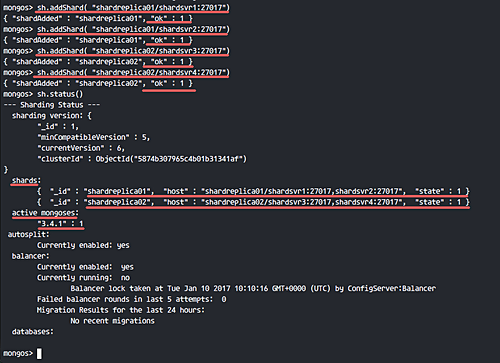 mongos> sh.addShard( "shardreplica01/shardsvr1:27017")
{ "shardAdded" : "shardreplica01", "ok" : 1 }
mongos> sh.addShard( "shardreplica01/shardsvr2:27017")
{ "shardAdded" : "shardreplica01", "ok" : 1 }
mongos> sh.addShard( "shardreplica02/shardsvr3:27017")
{ "shardAdded" : "shardreplica02", "ok" : 1 }
mongos> sh.addShard( "shardreplica02/shardsvr4:27017")
{ "shardAdded" : "shardreplica02", "ok" : 1 }
mongos> sh.status()
--- Sharding Status ---
sharding version: {
"_id" : 1,
"minCompatibleVersion" : 5,
"currentVersion" : 6,
"clusterId" : ObjectId("5874b307965c4b01b31341af")
}
shards:
{ "_id" : "shardreplica01", "host" : "shardreplica01/shardsvr1:27017,shardsvr2:27017", "state" : 1 }
{ "_id" : "shardreplica02", "host" : "shardreplica02/shardsvr3:27017,shardsvr4:27017", "state" : 1 }
active mongoses:
"3.4.1" : 1
autosplit:
Currently enabled: yes
balancer:
Currently enabled: yes
Currently running: no
Balancer lock taken at Tue Jan 10 2017 10:10:16 GMT+0000 (UTC) by ConfigServer:Balancer
Failed balancer rounds in last 5 attempts: 0
Migration Results for the last 24 hours:
No recent migrations
databases:
mongos>